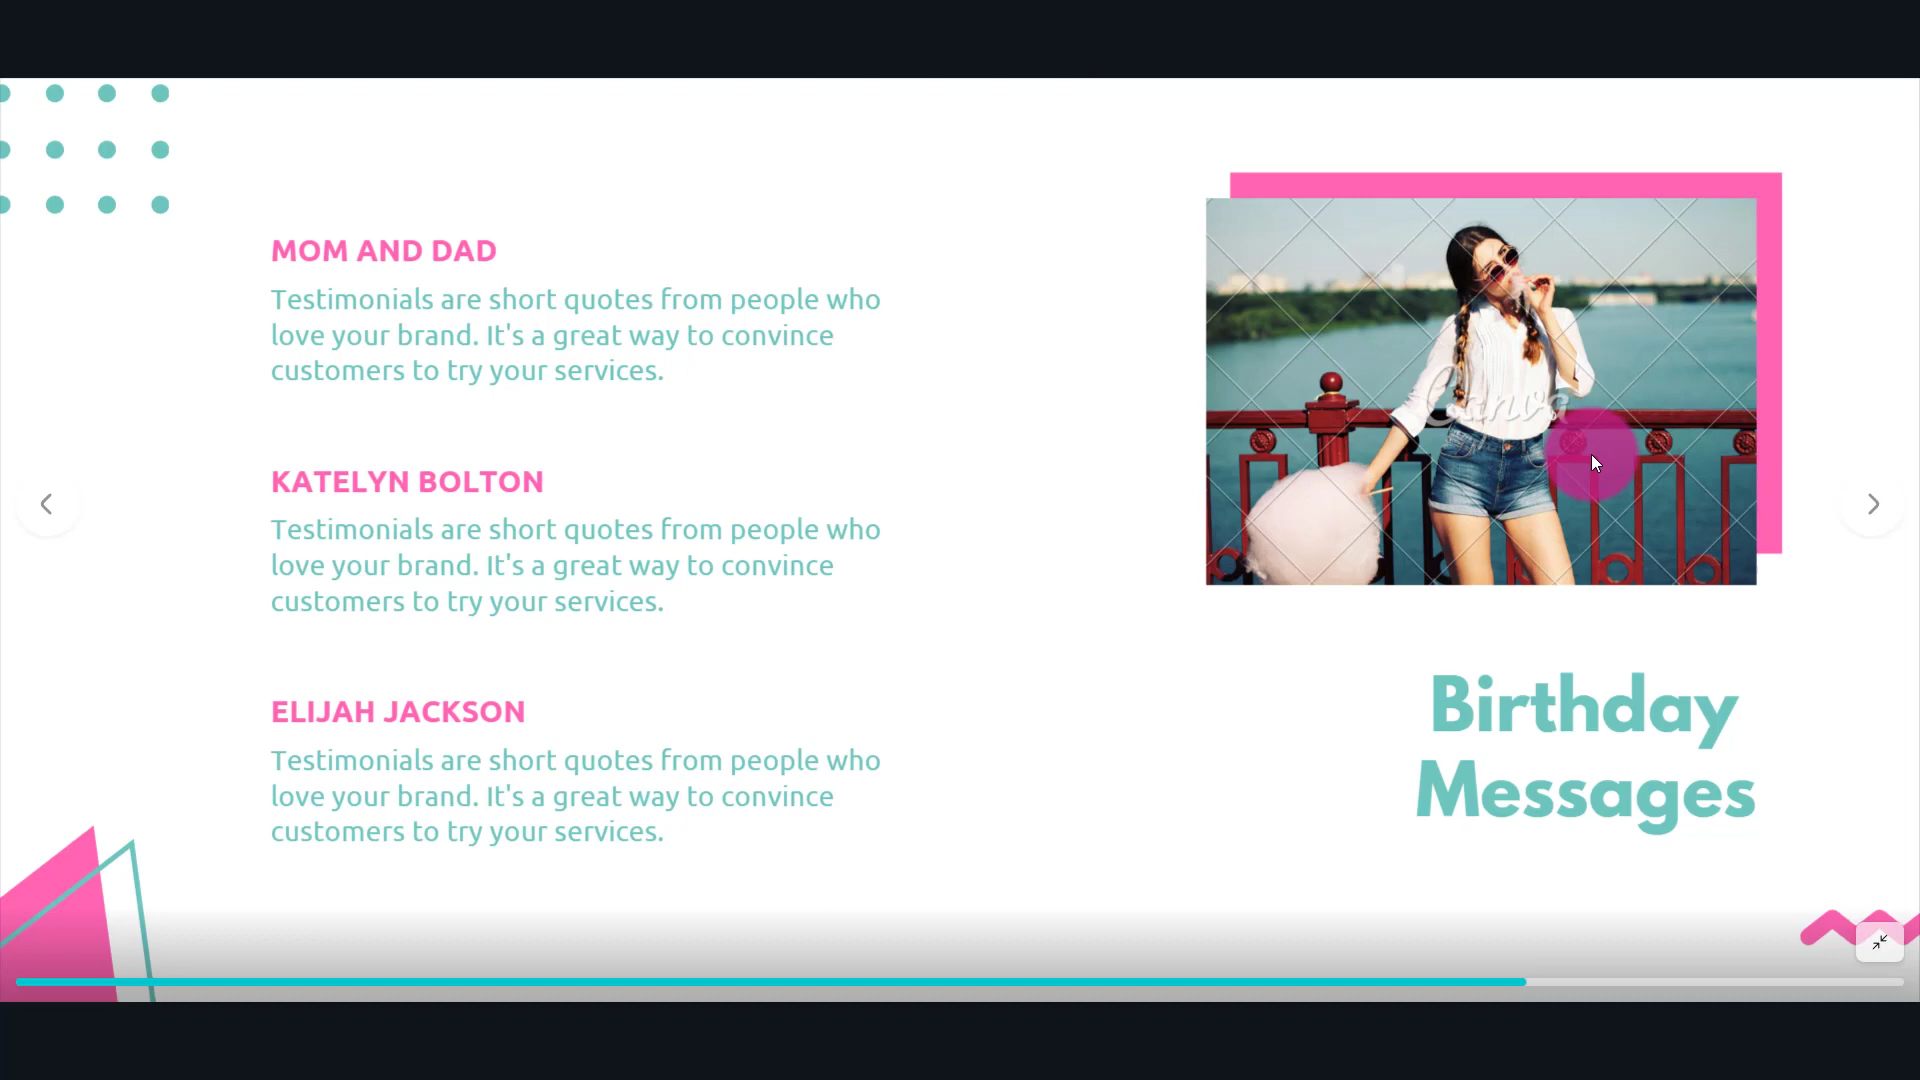 MOM AND DAD
Testimonials are short quotes from people who
love your brand. It's a great way to convince
customers to try your services.
KATELYN BOLTON
Testimonials are short quotes from people who
love your brand. It's a great way to convince
customers to try your services.
ELIJAH JACKSON
Testimonials are short quotes from people who
love your brand. It's a great way to convince
customers to try your services.
Canva
Birthday
Messages